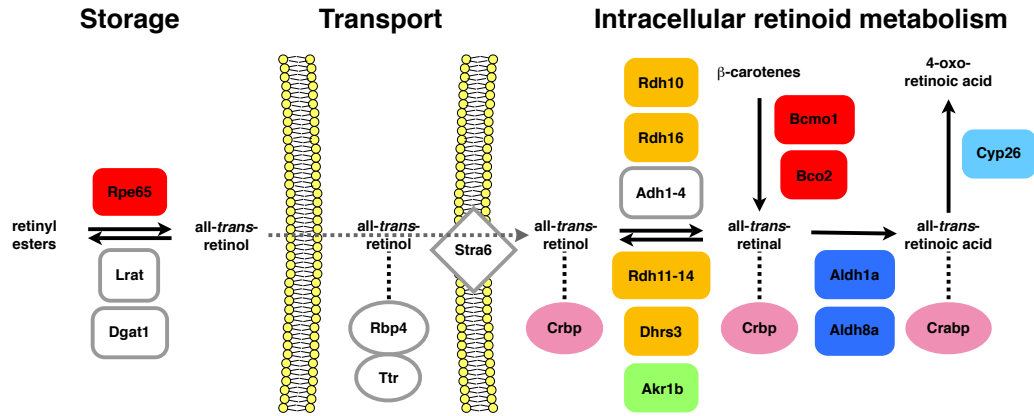 Storage
Transport
Intracellular retinoid metabolism
Rpe65
retinyl
esters
all-trans-
retinol
Lrat
Dgat1
all-trans-
retinol
Stra6
Rbp4
Ttr
all-trans-
retinol
Crbp
Rdh10
Rdh16
Adh1-4
Rdh11-14
Dhrs3
Akr1b
β-carotenes
Bcmo1
Bco2
all-trans-
retinal
Crbp
Aldh1a
Aldh8a
4-oxo-
retinoic acid
Cyp26
all-trans-
retinoic acid
Crabp